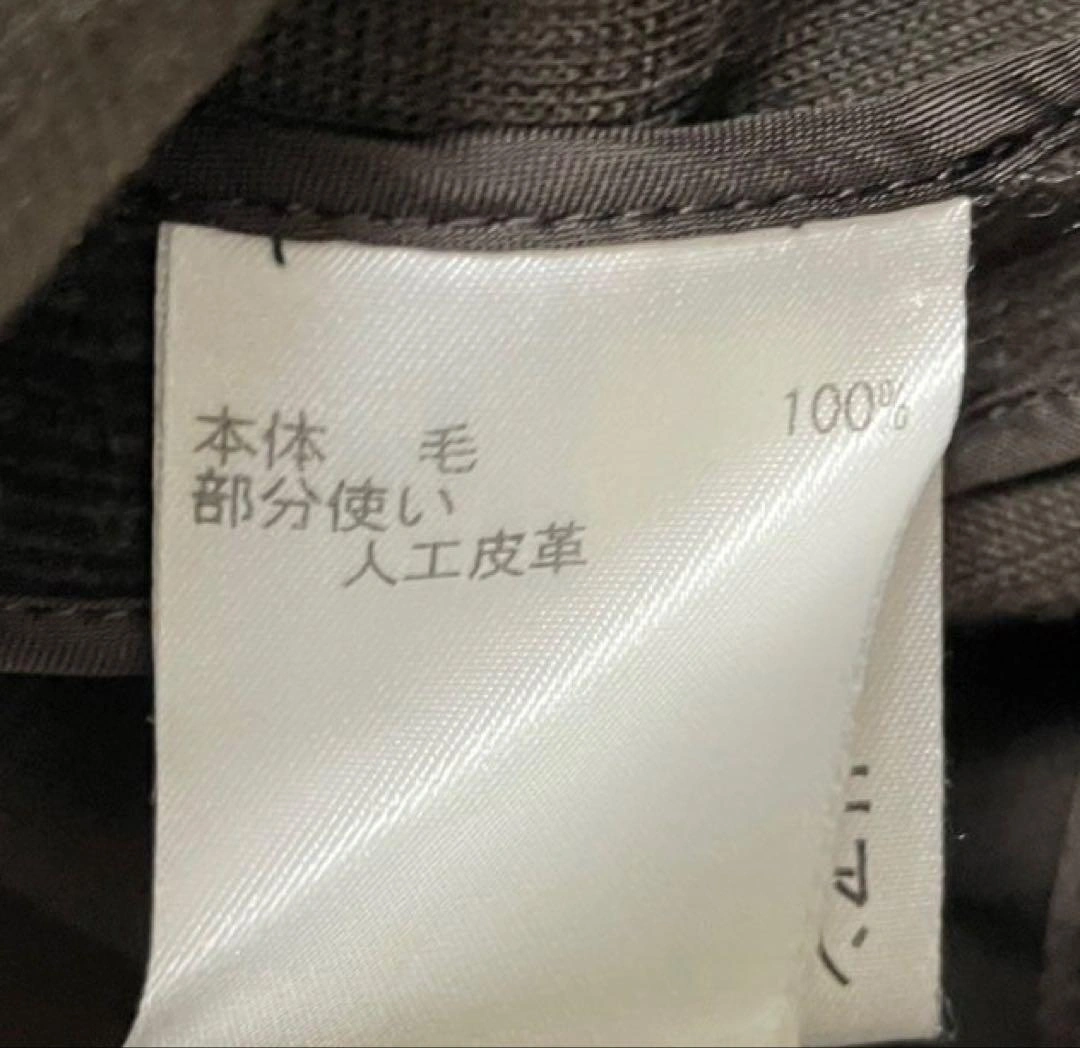 本体 毛 100%
部分使い
人工皮革